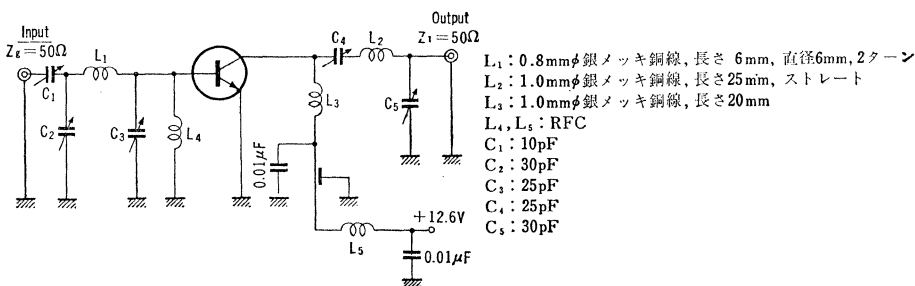 Input
Zg=50Ω
Output
Zl=50Ω
C₁
L₁
C₂
C₃
L₄
C₄
L₂
L₃
C₅
0.01μF
L₅
+12.6V
0.01μF
L₁：0.8mmφ銀メッキ銅線, 長さ 6mm, 直径6mm, 2ターン
L₂：1.0mmφ銀メッキ銅線, 長さ25mm, ストレート
L₃：1.0mmφ銀メッキ銅線, 長さ20mm
L₄, L₅：RFC
C₁：10pF
C₂：30pF
C₃：25pF
C₄：25pF
C₅：30pF